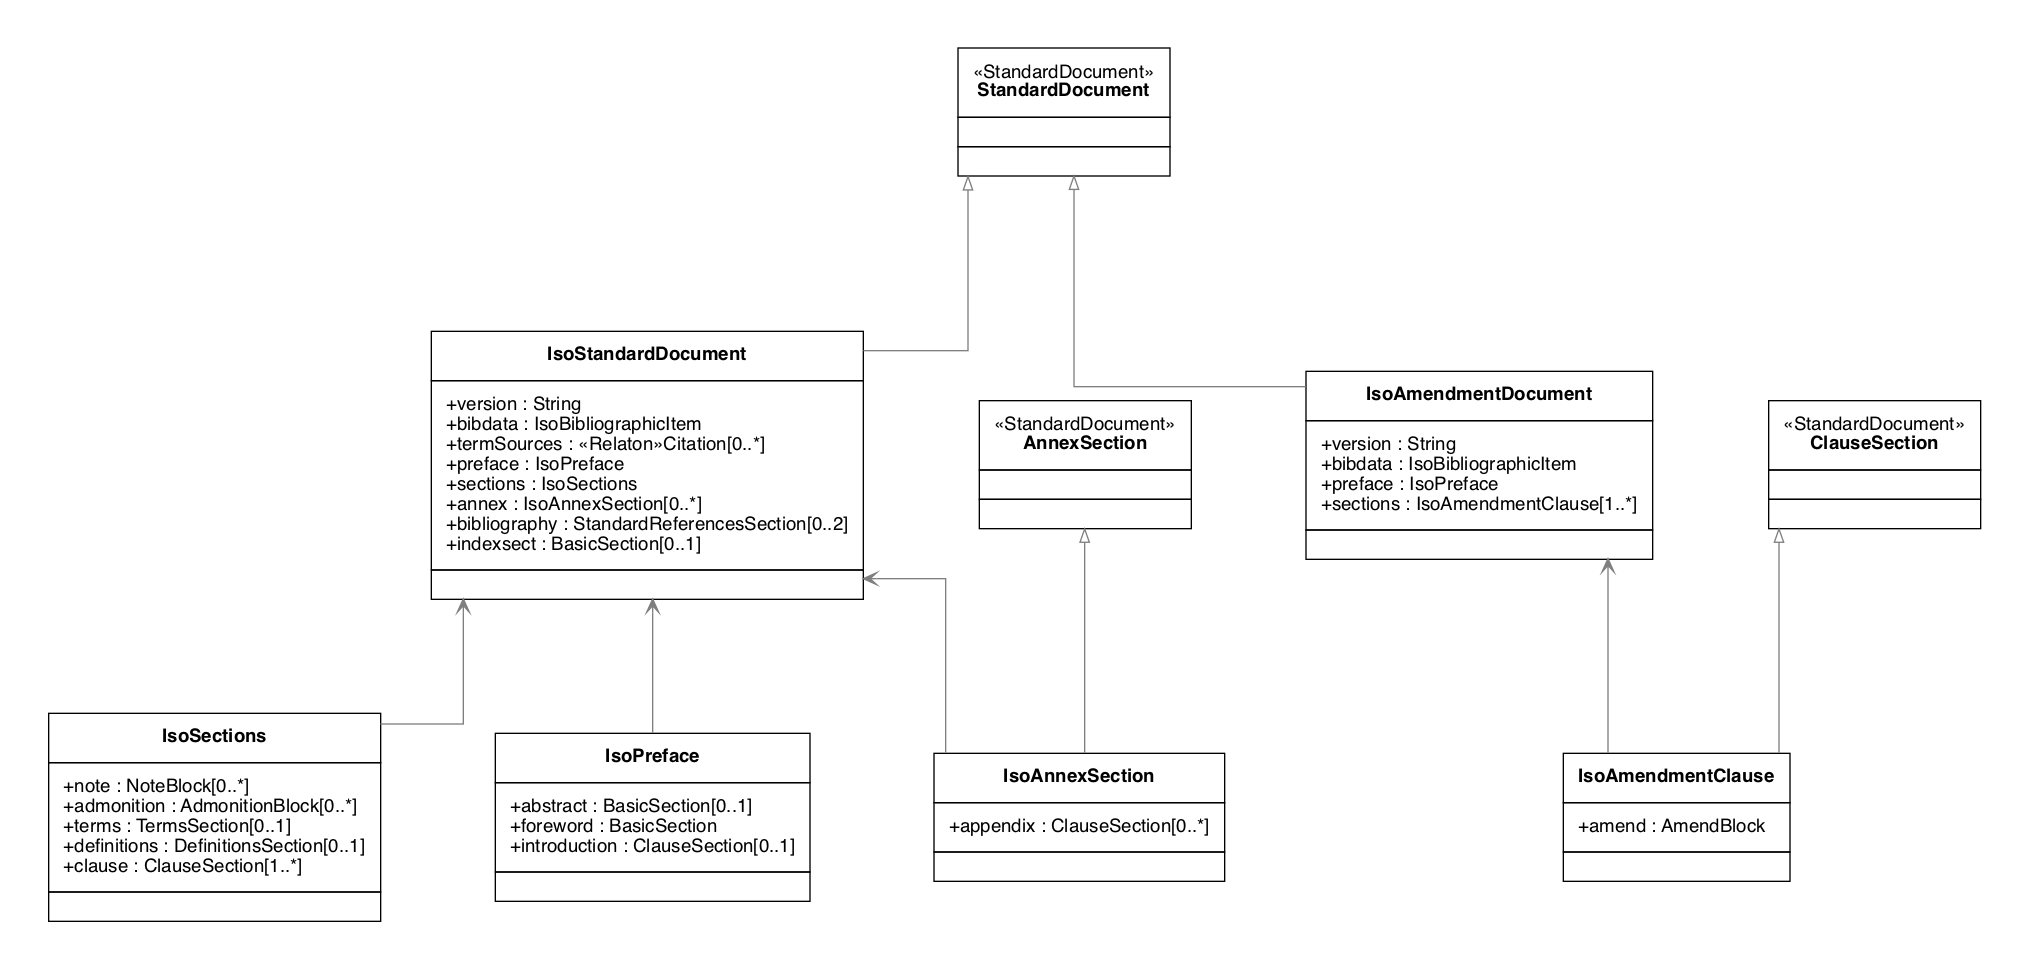 «StandardDocument»
StandardDocument
IsoStandardDocument
+version : String
+bibdata : IsoBibliographicItem
+termSources : «Relaton»Citation[0..*]
+preface : IsoPreface
+sections : IsoSections
+annex : IsoAnnexSection[0..*]
+bibliography : StandardReferencesSection[0..2]
+indexsect : BasicSection[0..1]
«StandardDocument»
AnnexSection
IsoAmendmentDocument
+version : String
+bibdata : IsoBibliographicItem
+preface : IsoPreface
+sections : IsoAmendmentClause[1..*]
«StandardDocument»
ClauseSection
IsoSections
+note : NoteBlock[0..*]
+admonition : AdmonitionBlock[0..*]
+terms : TermsSection[0..1]
+definitions : DefinitionsSection[0..1]
+clause : ClauseSection[1..*]
IsoPreface
+abstract : BasicSection[0..1]
+foreword : BasicSection
+introduction : ClauseSection[0..1]
IsoAnnexSection
+appendix : ClauseSection[0..*]
IsoAmendmentClause
+amend : AmendBlock